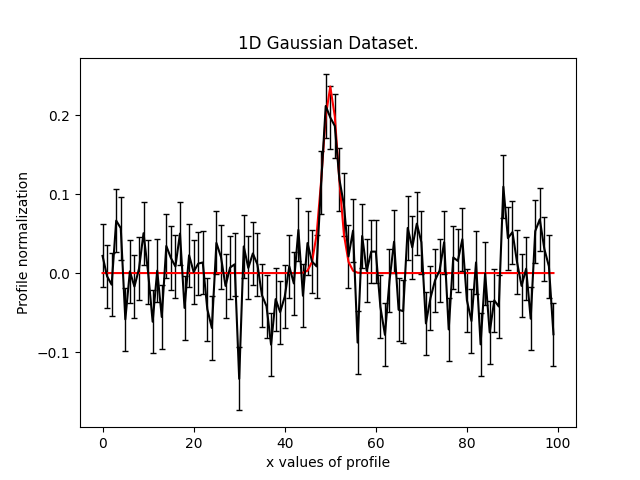 1D Gaussian Dataset.
Profile normalization
0.2
0.1
0.0
−0.1
0 20 40 60 80 100
x values of profile